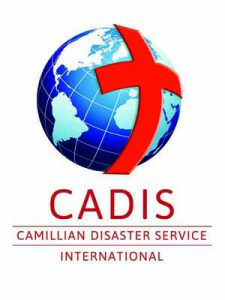 CADIS
CAMILLIAN DISASTER SERVICE
INTERNATIONAL